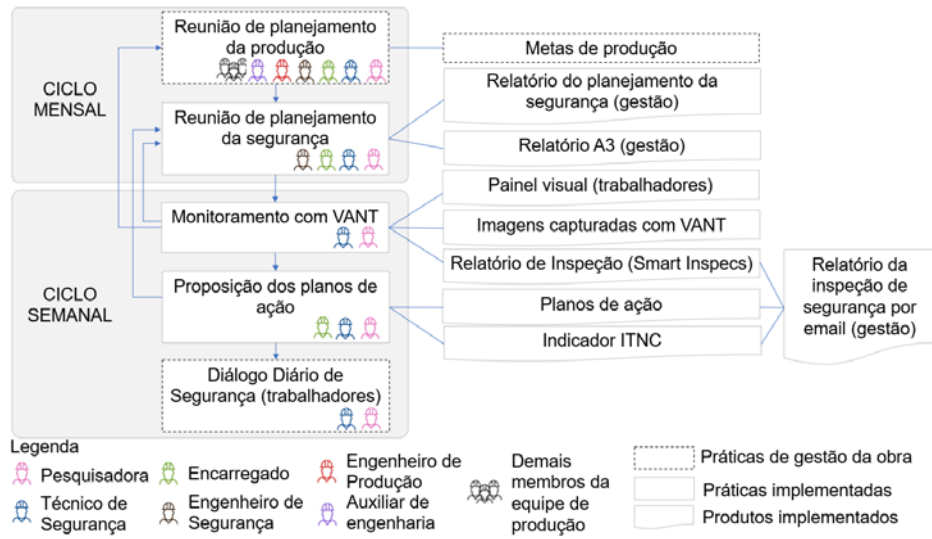 CICLO
MENSAL
Reunião de planejamento
da produção
Reunião de planejamento
da segurança
Metas de produção
Relatório do planejamento da
segurança (gestão)
Relatório A3 (gestão)
CICLO
SEMANAL
Monitoramento com VANT
Proposição dos planos de
ação
Diálogo Diário de
Segurança (trabalhadores)
Painel visual (trabalhadores)
Imagens capturadas com VANT
Relatório de Inspeção (Smart Inspecs)
Planos de ação
Indicador ITNC
Relatório da
inspeção de
segurança por
email (gestão)
Legenda
Pesquisadora
Técnico de
Segurança
Encarregado
Engenheiro de
Segurança
Engenheiro de
Produção
Auxiliar de
engenharia
Demais
membros da
equipe de
produção
Práticas de gestão da obra
Práticas implementadas
Produtos implementados